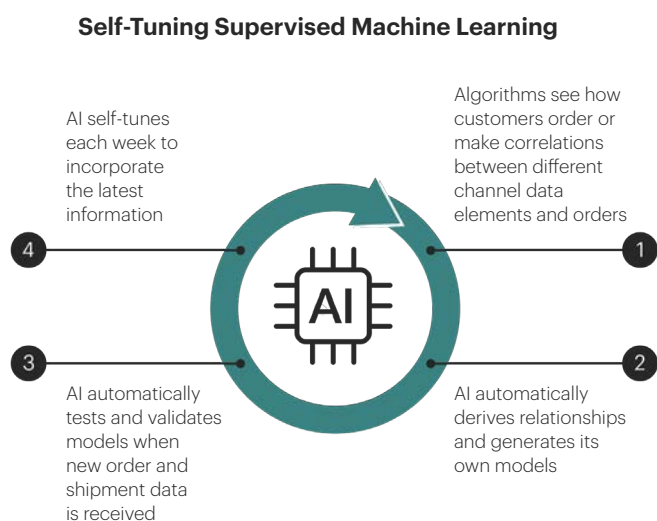 Self-Tuning Supervised Machine Learning
Algorithms see how
customers order or
make correlations
between different
channel data
elements and orders
1
2
AI automatically
derives relationships
and generates its
own models
3
AI automatically
tests and validates
models when
new order and
shipment data
is received
AI self-tunes
each week to
incorporate
the latest
information
4
AI